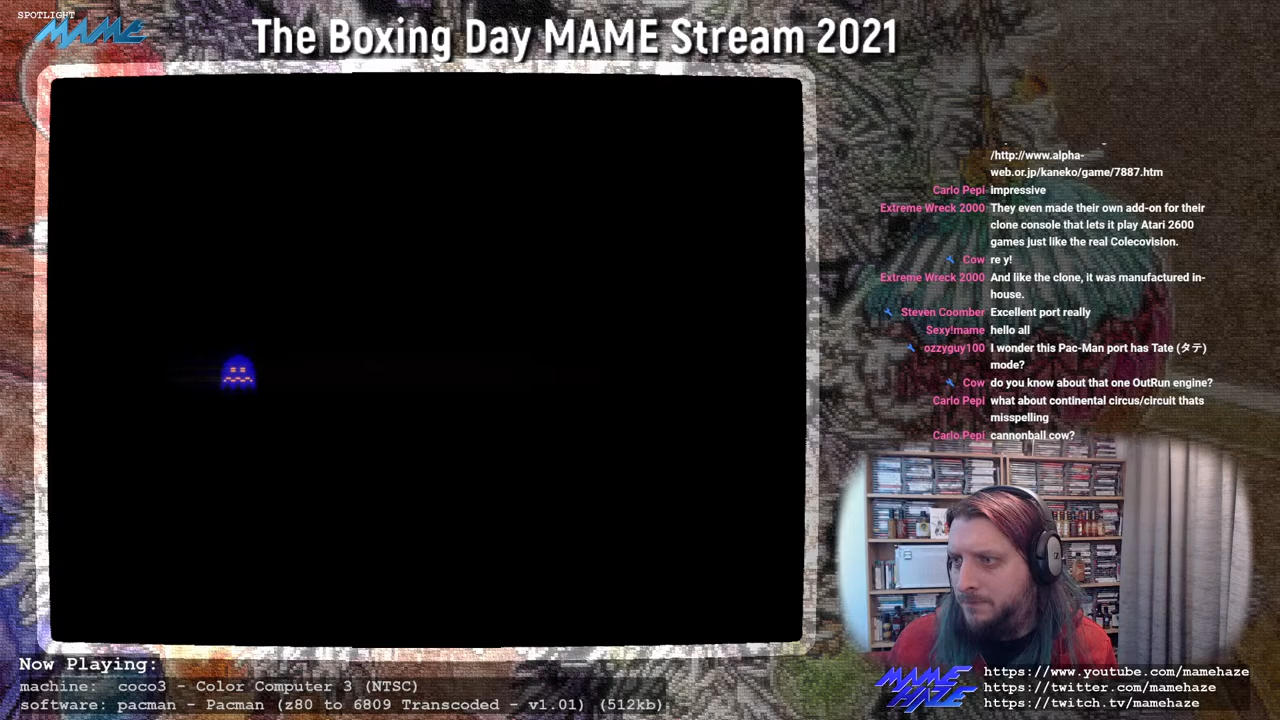 SPOTLIGHT
MAME
The Boxing Day MAME Stream 2021
/http://www.alpha-
web.or.jp/kaneko/game/7887.htm
Carlo Pepi impressive
Extreme Wreck 2000 They even made their own add-on for their
clone console that lets it play Atari 2600
games just like the real Colecovision.
Cow re y!
Extreme Wreck 2000 And like the clone, it was manufactured in-
house.
Steven Coomber Excellent port really
Sexy!mame hello all
ozzyguy100 I wonder this Pac-Man port has Tate (タテ)
mode?
Cow do you know about that one OutRun engine?
Carlo Pepi what about continental circus/circuit thats
misspelling
Carlo Pepi cannonball cow?
Now Playing:
machine: coco3 - Color Computer 3 (NTSC)
software: pacman - Pacman (z80 to 6809 Transcoded - v1.01) (512kb)
MAME
HAZE
https://www.youtube.com/mamehaze
https://twitter.com/mamehaze
https://twitch.tv/mamehaze